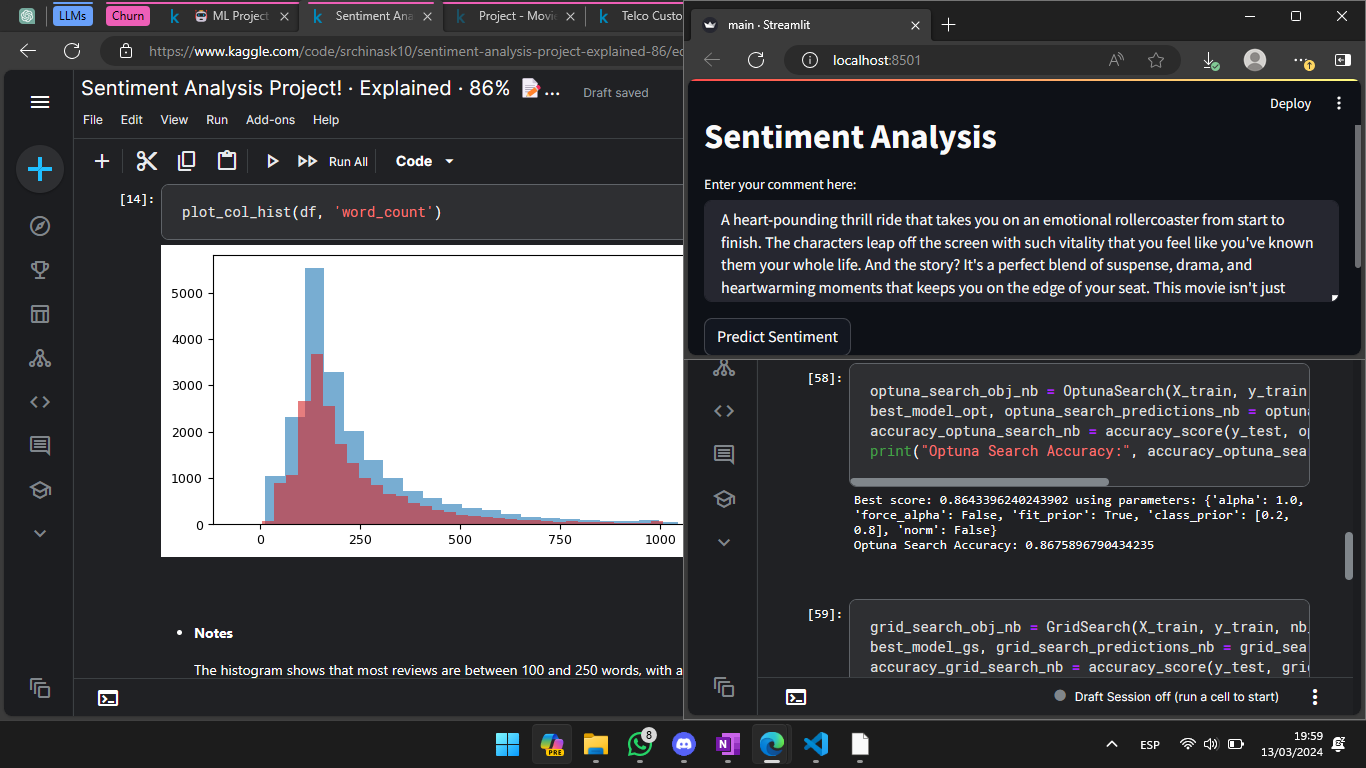 LLMs
Churn
ML Project
Sentiment Ana
Project - Movi
Telco Custo
https://www.kaggle.com/code/srchinask10/sentiment-analysis-project-explained-86/ed
Sentiment Analysis Project! · Explained · 86% 📝...
Draft saved
File Edit View Run Add-ons Help
Run All
Code
[14]:
plot_col_hist(df, 'word_count')
5000
4000
3000
2000
1000
0
0 250 500 750 1000
• Notes
The histogram shows that most reviews are between 100 and 250 words, with a
main · Streamlit
localhost:8501
Deploy
Sentiment Analysis
Enter your comment here:
A heart-pounding thrill ride that takes you on an emotional rollercoaster from start to
finish. The characters leap off the screen with such vitality that you feel like you've known
them your whole life. And the story? It's a perfect blend of suspense, drama, and
heartwarming moments that keeps you on the edge of your seat. This movie isn't just
Predict Sentiment
[58]:
optuna_search_obj_nb = OptunaSearch(X_train, y_train
best_model_opt, optuna_search_predictions_nb = optuna
accuracy_optuna_search_nb = accuracy_score(y_test, op
print("Optuna Search Accuracy:", accuracy_optuna_sea
Best score: 0.8643396240243902 using parameters: {'alpha': 1.0,
'force_alpha': False, 'fit_prior': True, 'class_prior': [0.2,
0.8], 'norm': False}
Optuna Search Accuracy: 0.8675896790434235
[59]:
grid_search_obj_nb = GridSearch(X_train, y_train, nb_
best_model_gs, grid_search_predictions_nb = grid_sea
accuracy_grid_search_nb = accuracy_score(y_test, gri
Draft Session off (run a cell to start)
PRE
8
ESP
19:59
13/03/2024